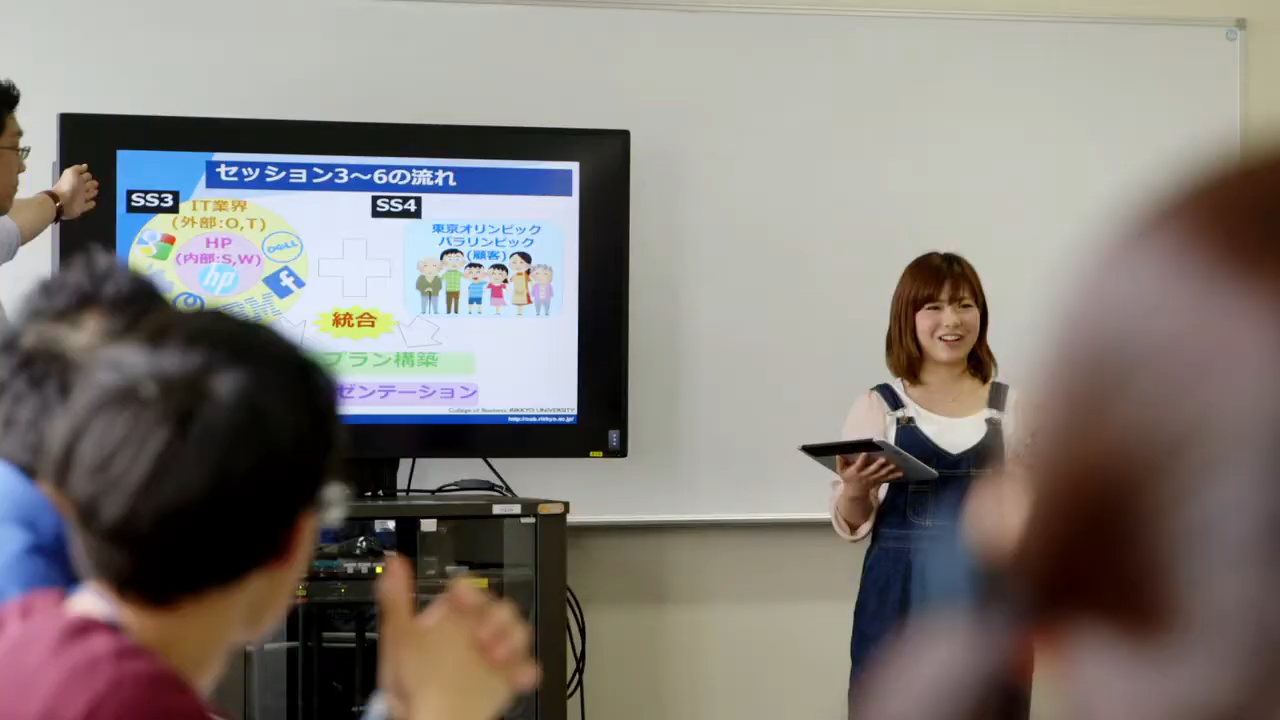 セッション3〜6の流れ
SS3
IT業界
(外部:O,T)
HP
(内部:S,W)
hp
DELL
f
SS4
東京オリンピック
パラリンピック
(顧客)
統合
プラン構築
ゼンテーション
College of Business, RIKKYO UNIVERSITY